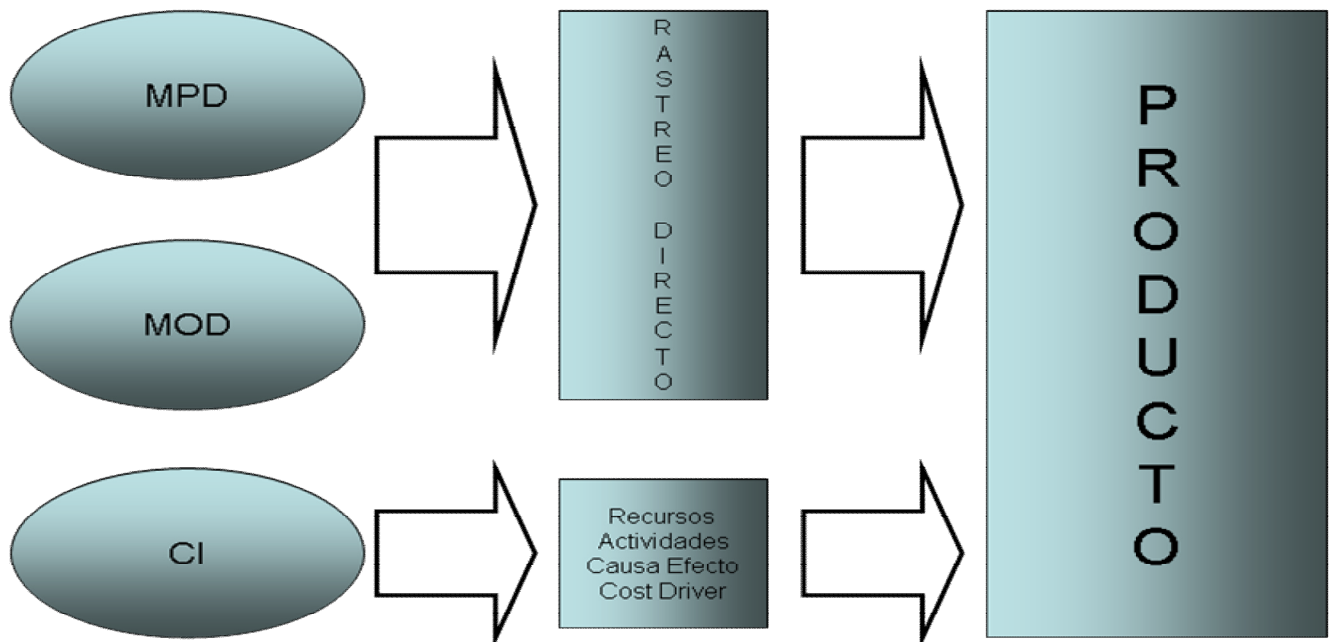 MPD
MOD
CI
RASTREO DIRECTO
Recursos
Actividades
Causa Efecto
Cost Driver
PRODUCTO